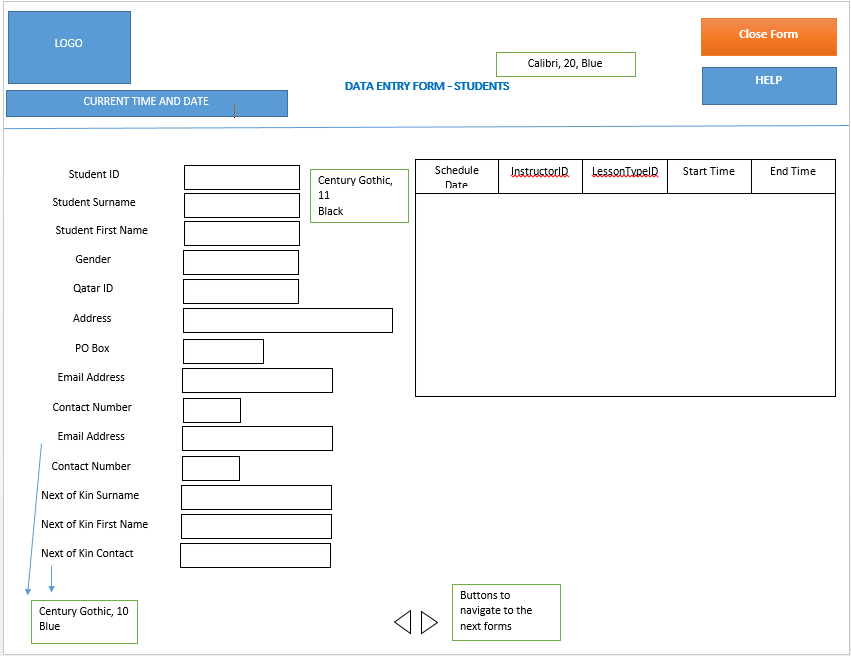 LOGO
Close Form
Calibri, 20, Blue
HELP
DATA ENTRY FORM - STUDENTS
CURRENT TIME AND DATE
Student ID
Student Surname
Student First Name
Gender
Qatar ID
Address
PO Box
Email Address
Contact Number
Email Address
Contact Number
Next of Kin Surname
Next of Kin First Name
Next of Kin Contact
Century Gothic,
11
Black
Schedule
Date
InstructorID
LessonTypeID
Start Time
End Time
Century Gothic, 10
Blue
Buttons to
navigate to the
next forms